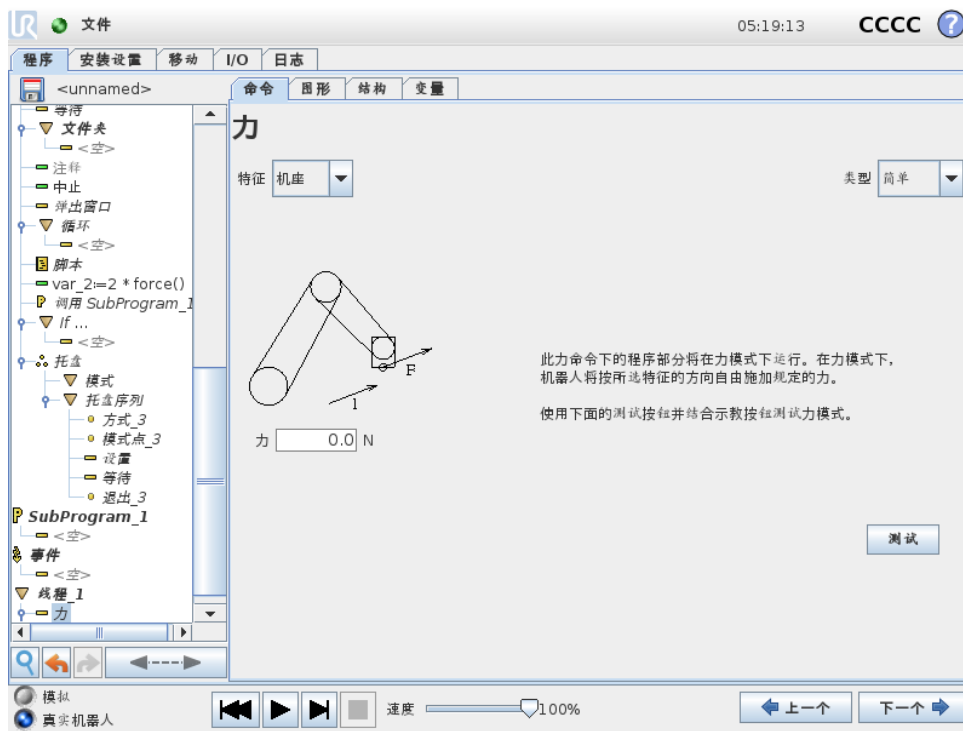 UR 文件 05:19:13 CCCC ?
程序 安装设置 移动 I/O 日志
<unnamed> 命令 图形 结构 变量
等待
文件夹
<空>
注释
中止
弹出窗口
循环
<空>
脚本
var_2:=2 * force()
P 调用 SubProgram_1
If ...
<空>
托盘
模式
托盘序列
方式_3
模式点_3
设置
等待
退出_3
P SubProgram_1
<空>
事件
<空>
线程_1
力
力
特征 机座 类型 简单
F
1
力 0.0 N
此力命令下的程序部分将在力模式下运行。在力模式下，
机器人将按所选特征的方向自由施加规定的力。
使用下面的测试按钮并结合示教按钮测试力模式。
测试
模拟
真实机器人
速度 100%
上一个 下一个